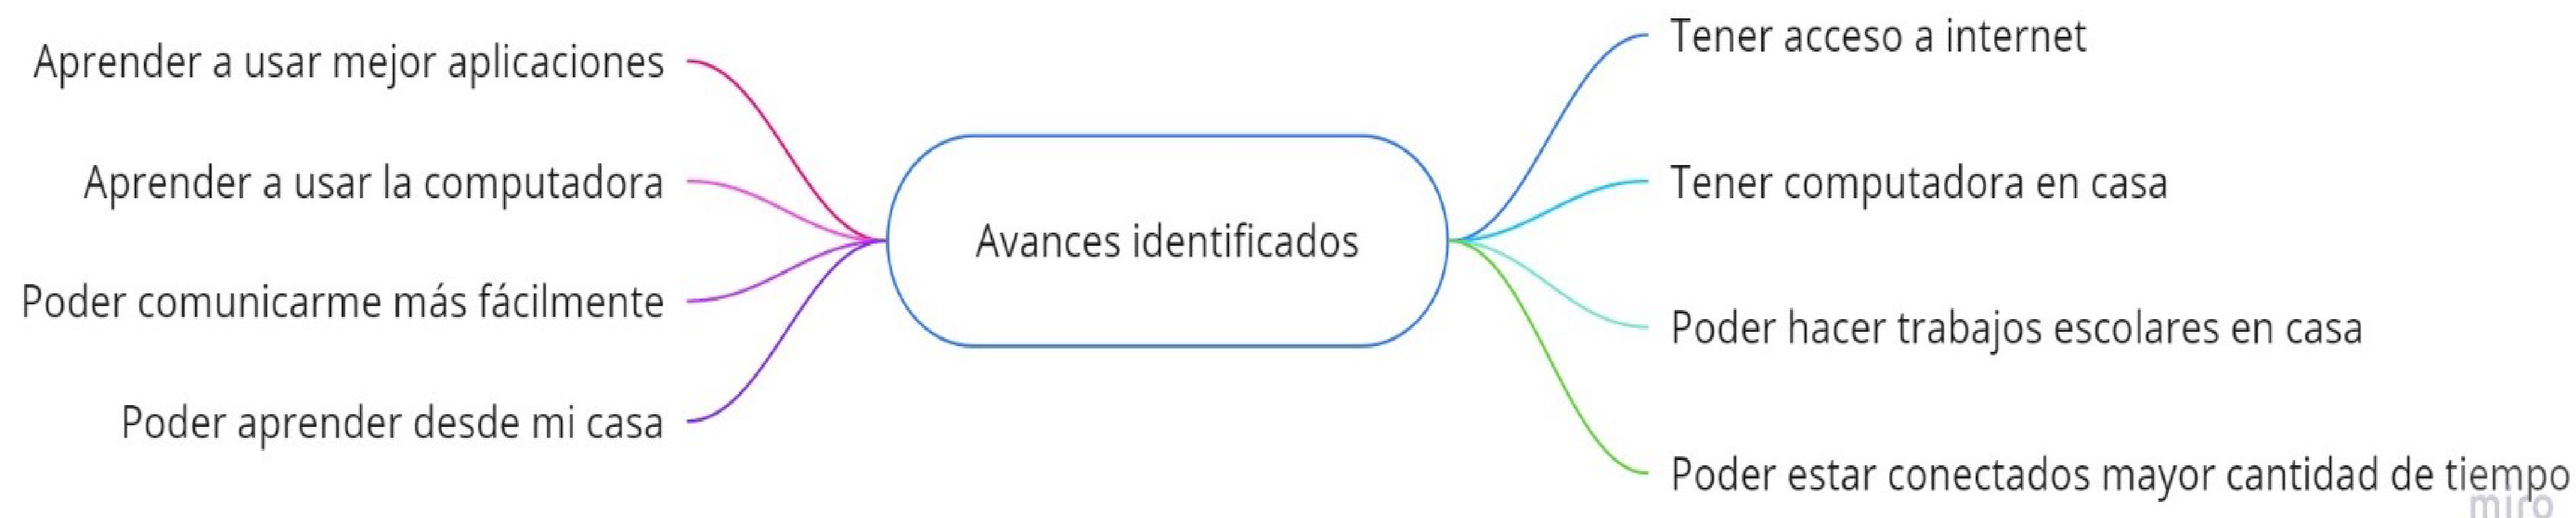 Aprender a usar mejor aplicaciones
Aprender a usar la computadora
Poder comunicarme más fácilmente
Poder aprender desde mi casa
Avances identificados
Tener acceso a internet
Tener computadora en casa
Poder hacer trabajos escolares en casa
Poder estar conectados mayor cantidad de tiempo
miro